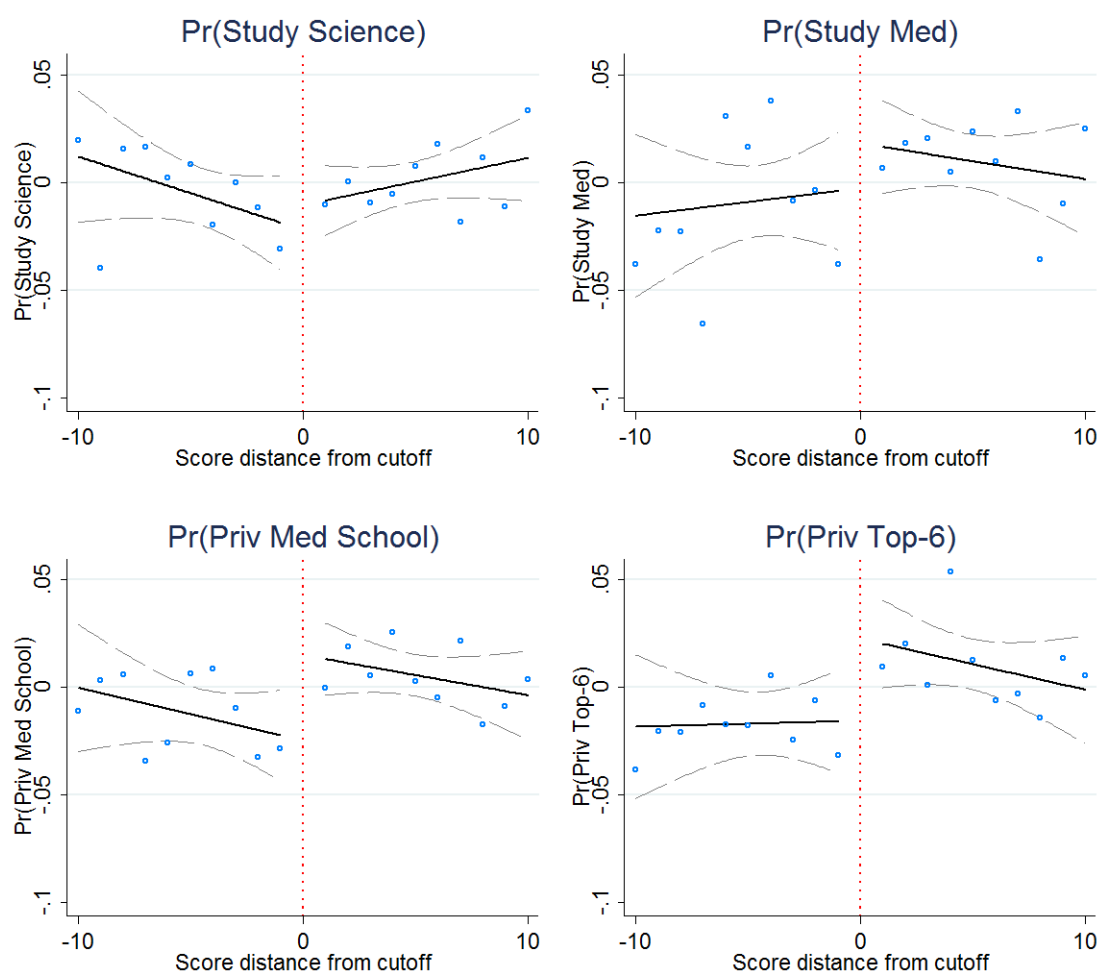 Pr(Study Science)
Pr(Study Science)
.05
0
-.05
-.1
-10
0
10
Score distance from cutoff
Pr(Study Med)
Pr(Study Med)
.05
0
-.05
-.1
-10
0
10
Score distance from cutoff
Pr(Priv Med School)
Pr(Priv Med School)
.05
0
-.05
-.1
-10
0
10
Score distance from cutoff
Pr(Priv Top-6)
Pr(Priv Top-6)
.05
0
-.05
-.1
-10
0
10
Score distance from cutoff